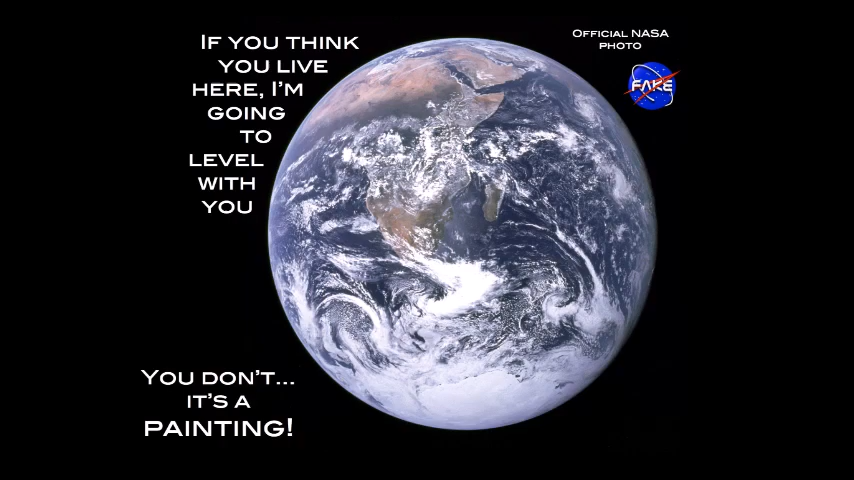 If you think
you live
here, I'm
going
to
level
with
you
Official NASA
photo
FAKE
You don't...
it's a
painting!